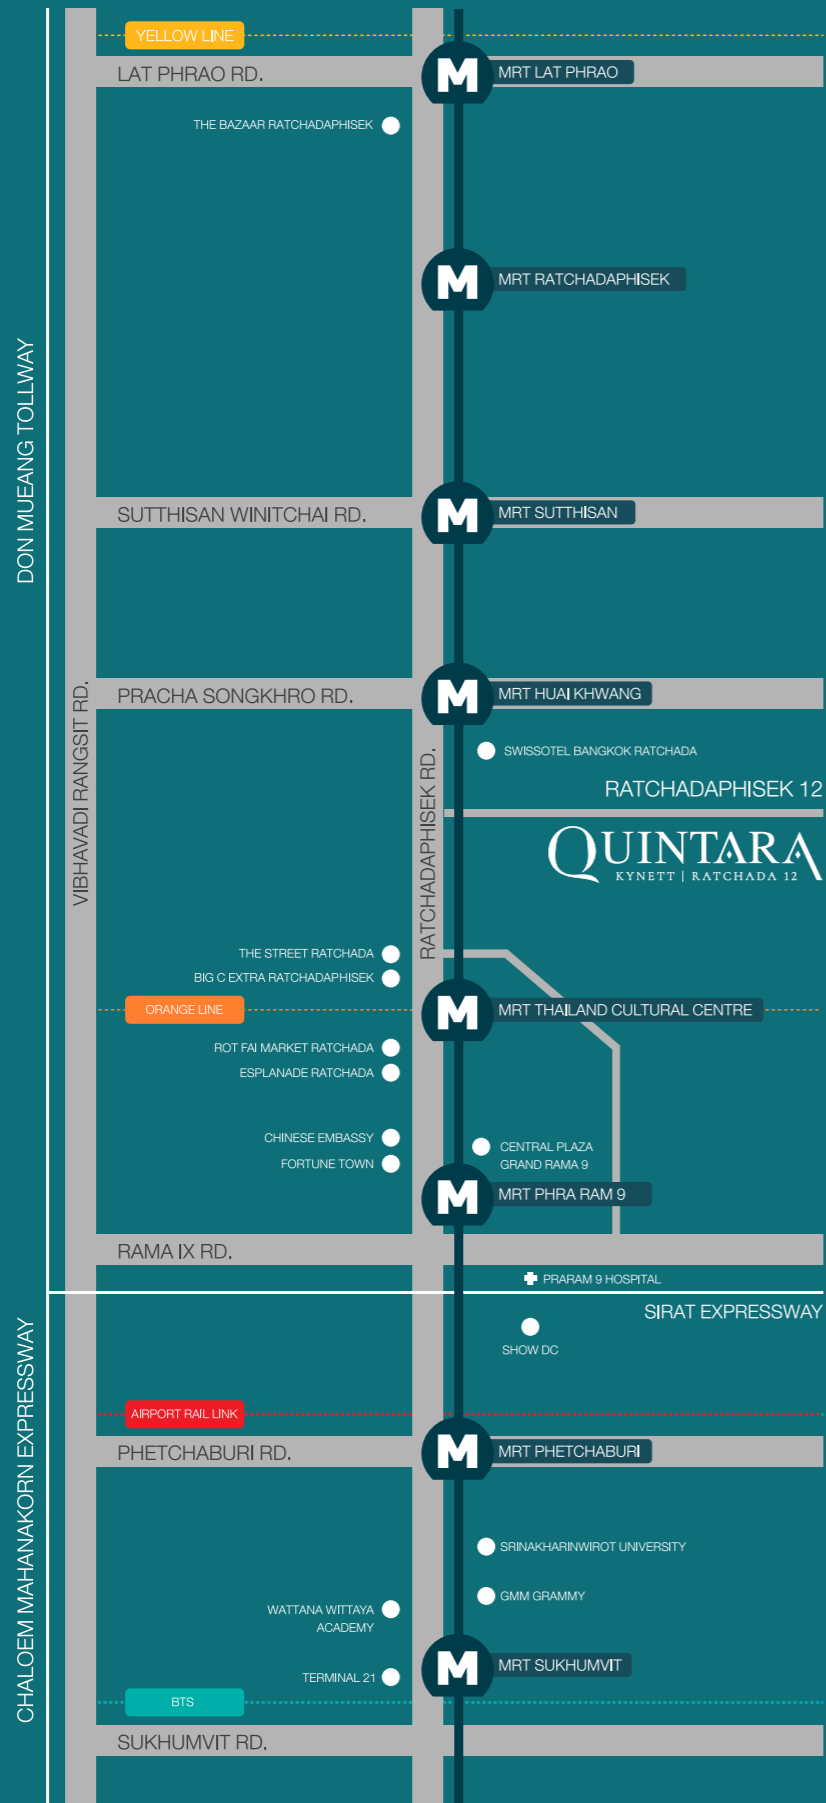 YELLOW LINE
LAT PHRAO RD.
M
MRT LAT PHRAO
THE BAZAAR RATCHADAPHISEK
M
MRT RATCHADAPHISEK
DON MUEANG TOLLWAY
SUTTHISAN WINITCHAI RD.
M
MRT SUTTHISAN
PRACHA SONGKHRO RD.
M
MRT HUAI KHWANG
VIBHAVADI RANGSIT RD.
RATCHADAPHISEK RD.
SWISSOTEL BANGKOK RATCHADA
RATCHADAPHISEK 12
QUINTARA
KYNETT | RATCHADA 12
THE STREET RATCHADA
BIG C EXTRA RATCHADAPHISEK
ORANGE LINE
M
MRT THAILAND CULTURAL CENTRE
ROT FAI MARKET RATCHADA
ESPLANADE RATCHADA
CHINESE EMBASSY
FORTUNE TOWN
CENTRAL PLAZA
GRAND RAMA 9
M
MRT PHRA RAM 9
RAMA IX RD.
PRARAM 9 HOSPITAL
SIRAT EXPRESSWAY
SHOW DC
CHALOEM MAHANAKORN EXPRESSWAY
AIRPORT RAIL LINK
PHETCHABURI RD.
M
MRT PHETCHABURI
SRINAKHARINWIROT UNIVERSITY
GMM GRAMMY
WATTANA WITTAYA
ACADEMY
M
MRT SUKHUMVIT
TERMINAL 21
BTS
SUKHUMVIT RD.